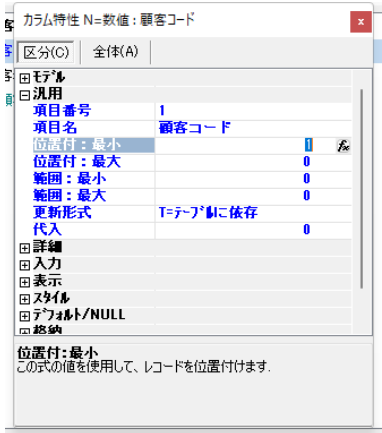 カラム特性 N=数値 : 顧客コード
x
区分(C) 全体(A)
モデル
汎用
項目番号 1
項目名 顧客コード
位置付:最小 1 fx
位置付:最大 0
範囲:最小 0
範囲:最大 0
更新形式 T=テーブルに依存
代入 0
詳細
入力
表示
スタイル
デフォルト/NULL
格納
位置付:最小
この式の値を使用して、レコードを位置付けます.